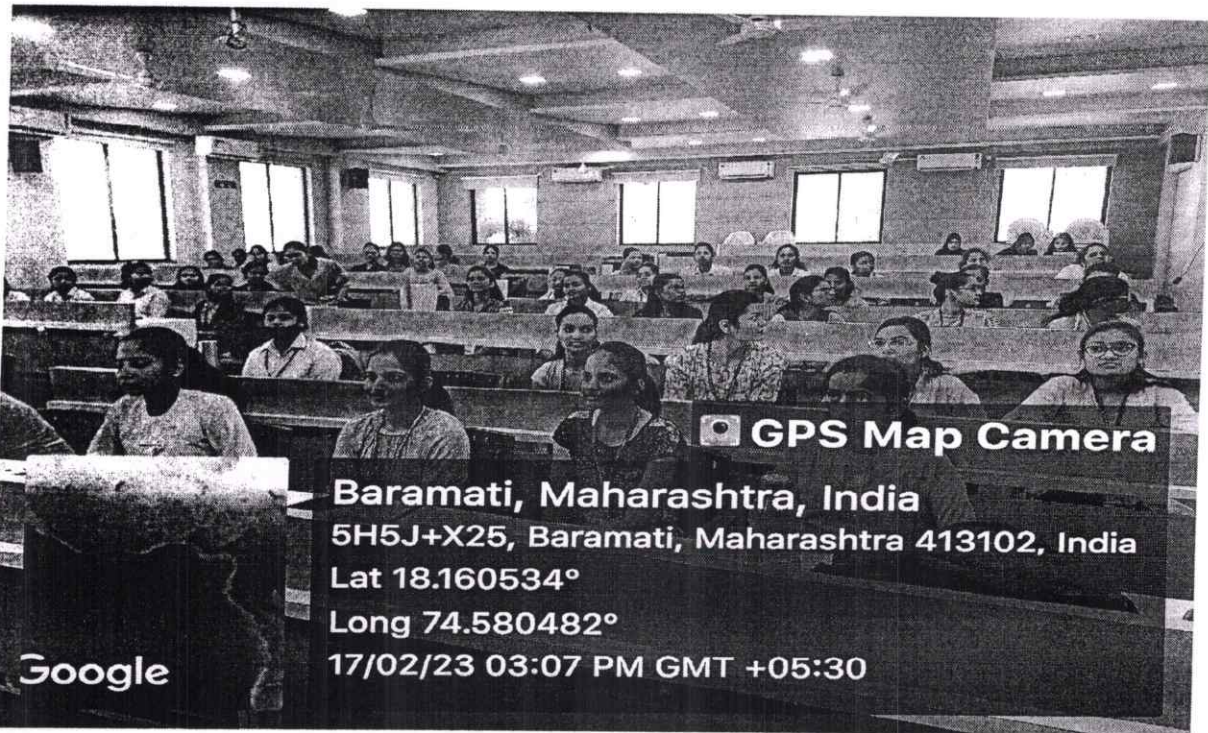 GPS Map Camera
Baramati, Maharashtra, India
5H5J+X25, Baramati, Maharashtra 413102, India
Lat 18.160534°
Long 74.580482°
17/02/23 03:07 PM GMT +05:30
Google